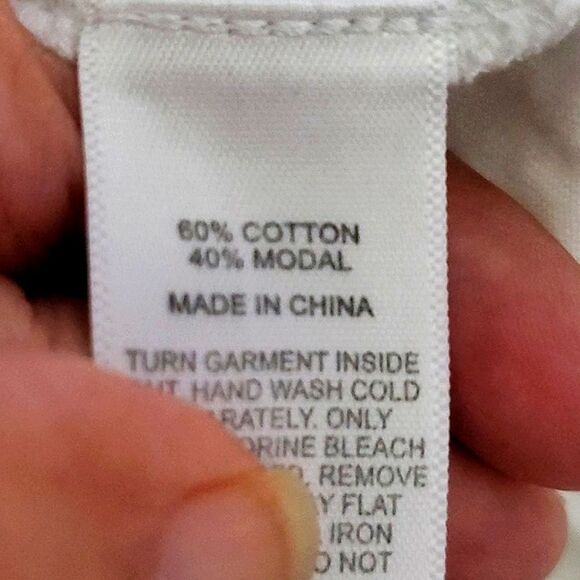 60% COTTON
40% MODAL
MADE IN CHINA
TURN GARMENT INSIDE
HAND WASH COLD
ONLY
BLEACH
REMOVE
FLAT
IRON
NOT